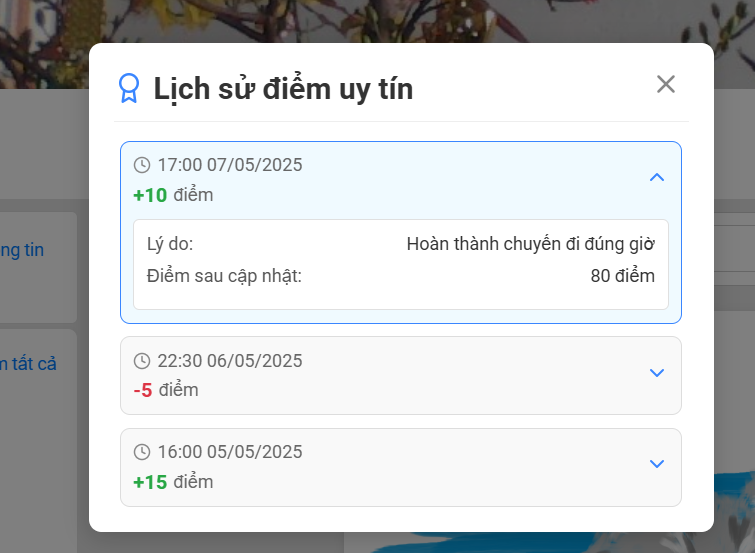 Lịch sử điểm uy tín
17:00 07/05/2025
+10 điểm
Lý do: Hoàn thành chuyến đi đúng giờ
Điểm sau cập nhật: 80 điểm
22:30 06/05/2025
-5 điểm
16:00 05/05/2025
+15 điểm
ng tin
tất cả